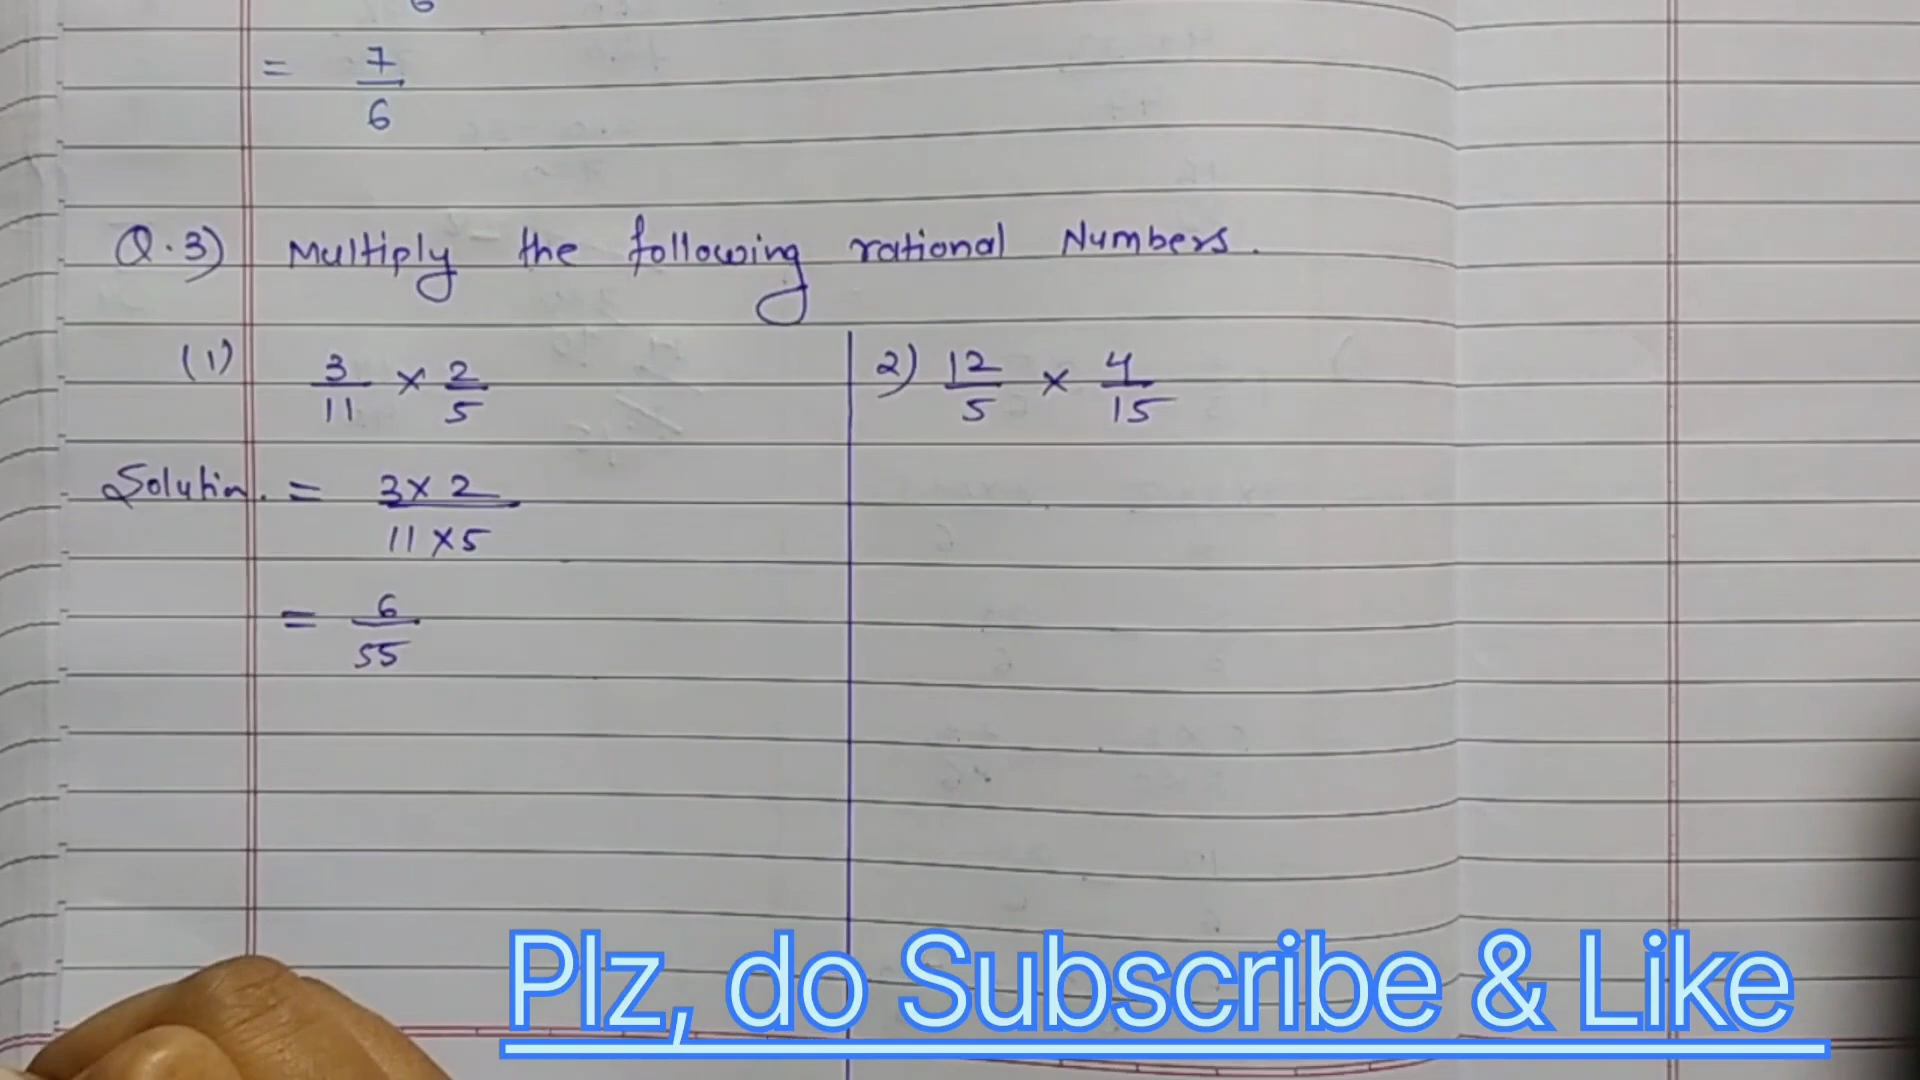 = 7/6
Q.3) Multiply the following rational Numbers.
(1) 3/11 × 2/5
Solution. = 3×2/11×5
= 6/55
2) 12/5 × 4/15
Plz, do Subscribe & Like